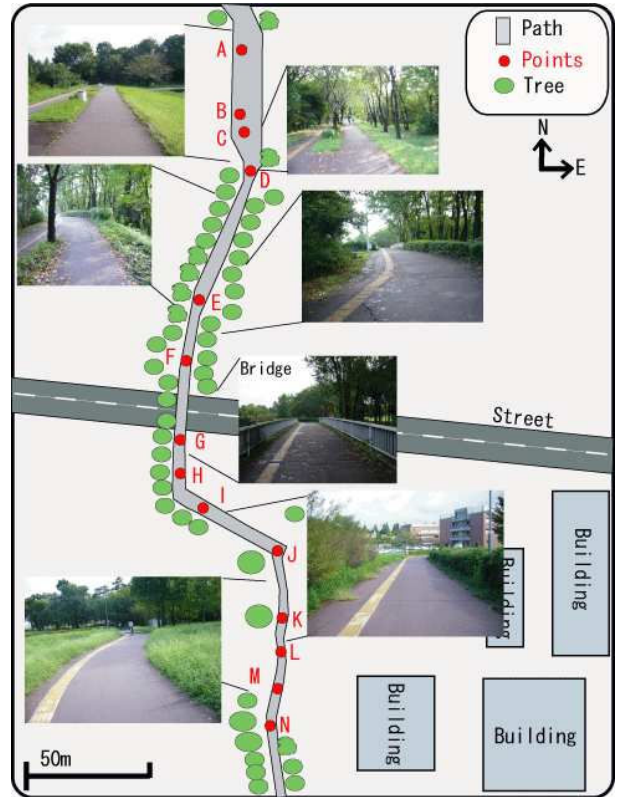 Path
Points
Tree
N
E
A
B
C
D
E
F
Bridge
Street
G
H
I
J
Building
Building
K
L
M
Building
N
Building
50m